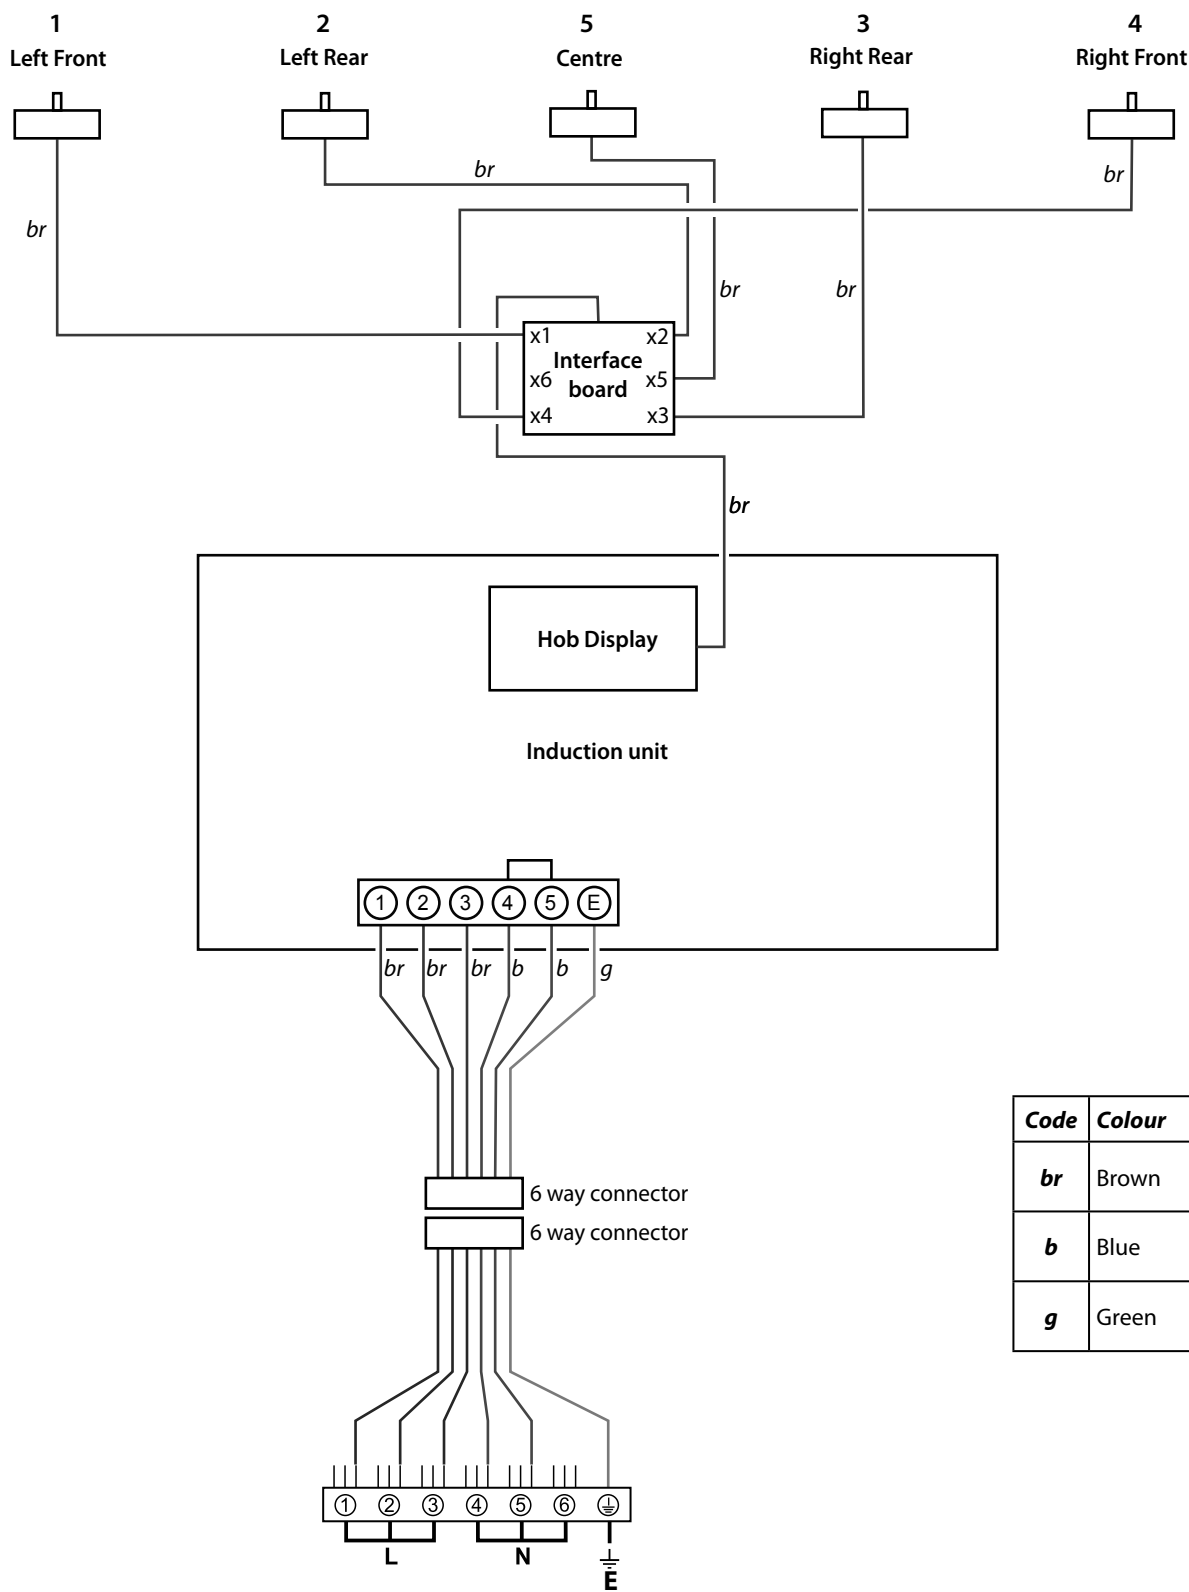 1 2 5 3 4
Left Front Left Rear Centre Right Rear Right Front
br
br
br
br
br
x1 x2
Interface
x6 x5
board
x4 x3
br
Hob Display
Induction unit
1 2 3 4 5 E
br br br b b g
Code Colour
br Brown
b Blue
g Green
6 way connector
6 way connector
1 2 3 4 5 6
L N
E